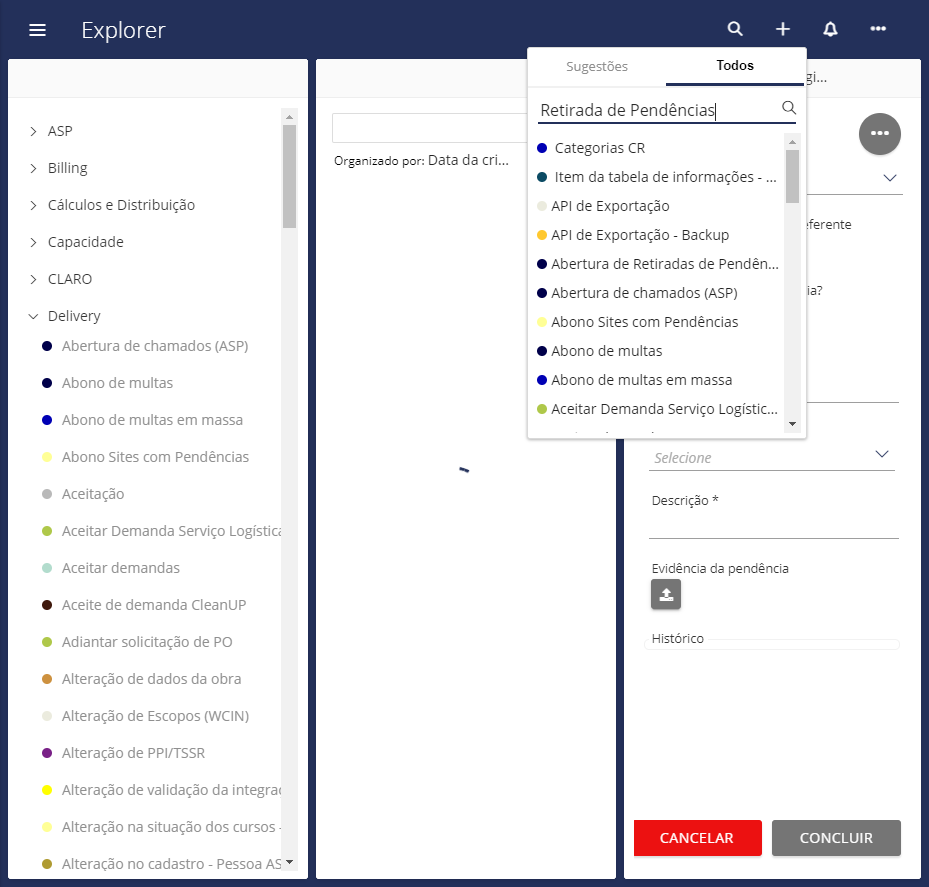 Explorer
ASP
Billing
Cálculos e Distribuição
Capacidade
CLARO
Delivery
Abertura de chamados (ASP)
Abono de multas
Abono de multas em massa
Abono Sites com Pendências
Aceitação
Aceitar Demanda Serviço Logística
Aceitar demandas
Aceite de demanda CleanUP
Adiantar solicitação de PO
Alteração de dados da obra
Alteração de Escopos (WCIN)
Alteração de PPI/TSSR
Alteração de validação da integra
Alteração na situação dos cursos -
Alteração no cadastro - Pessoa AS
Organizado por: Data da cri...
Sugestões
Todos
Retirada de Pendências
Categorias CR
Item da tabela de informações - ...
API de Exportação
API de Exportação - Backup
Abertura de Retiradas de Pendên...
Abertura de chamados (ASP)
Abono Sites com Pendências
Abono de multas
Abono de multas em massa
Aceitar Demanda Serviço Logístic...
gi...
ferente
ia?
Selecione
Descrição *
Evidência da pendência
Histórico
CANCELAR
CONCLUIR